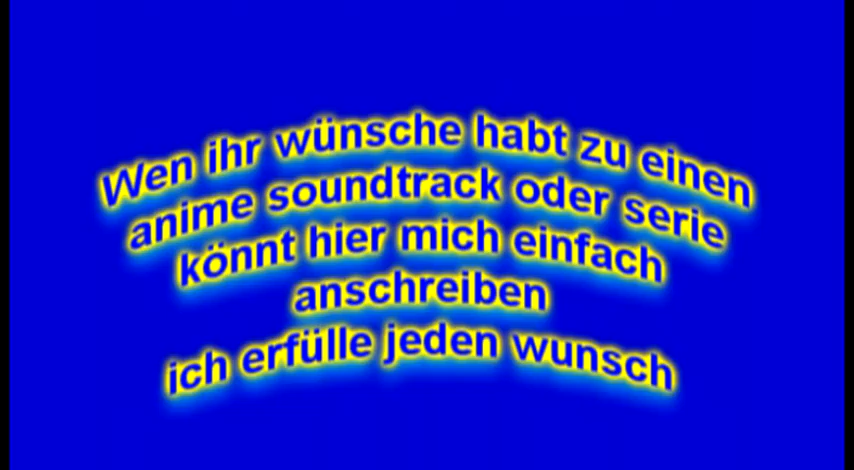 Wen ihr wünsche habt zu einen
anime soundtrack oder serie
könnt hier mich einfach
anschreiben
ich erfülle jeden wunsch